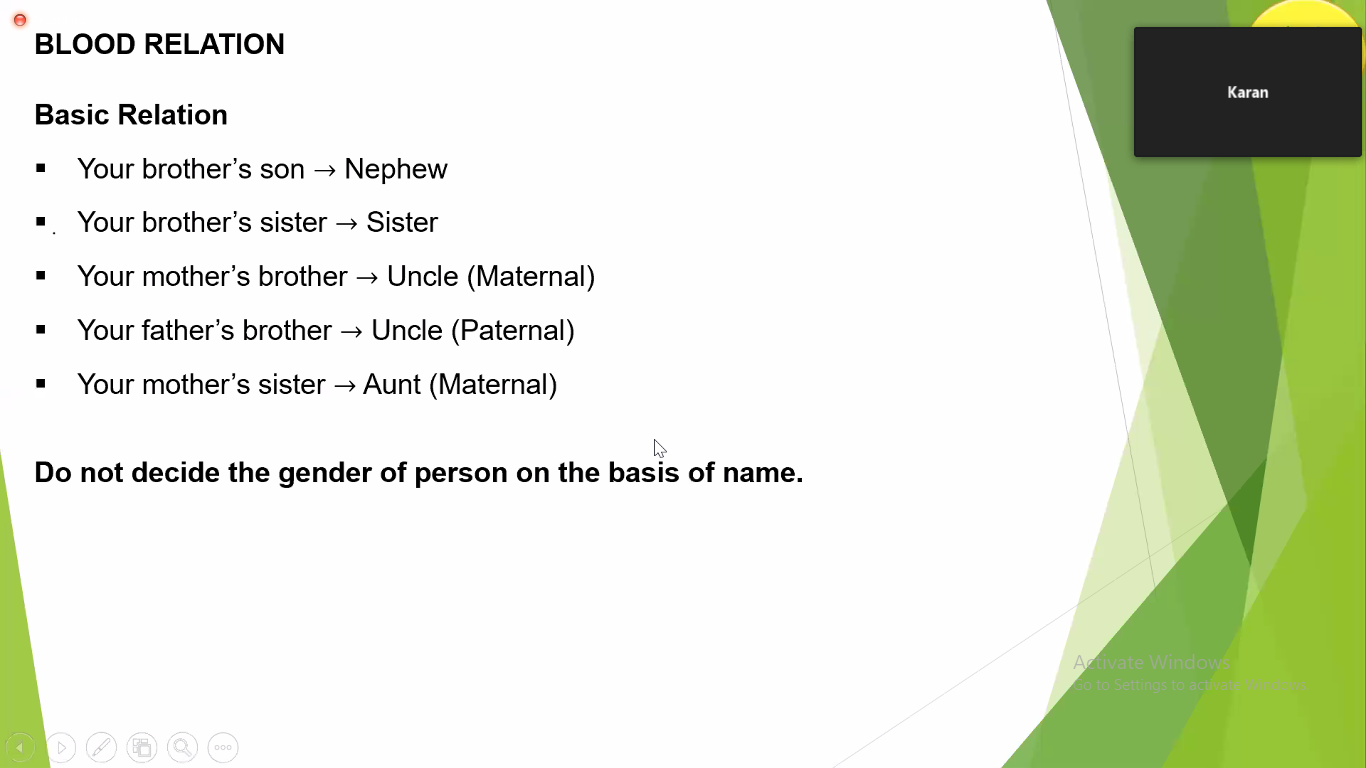 BLOOD RELATION
Karan
Basic Relation
▪ Your brother’s son → Nephew
▪ Your brother’s sister → Sister
▪ Your mother’s brother → Uncle (Maternal)
▪ Your father’s brother → Uncle (Paternal)
▪ Your mother’s sister → Aunt (Maternal)
Do not decide the gender of person on the basis of name.
Activate Windows
Go to Settings to activate Windows.